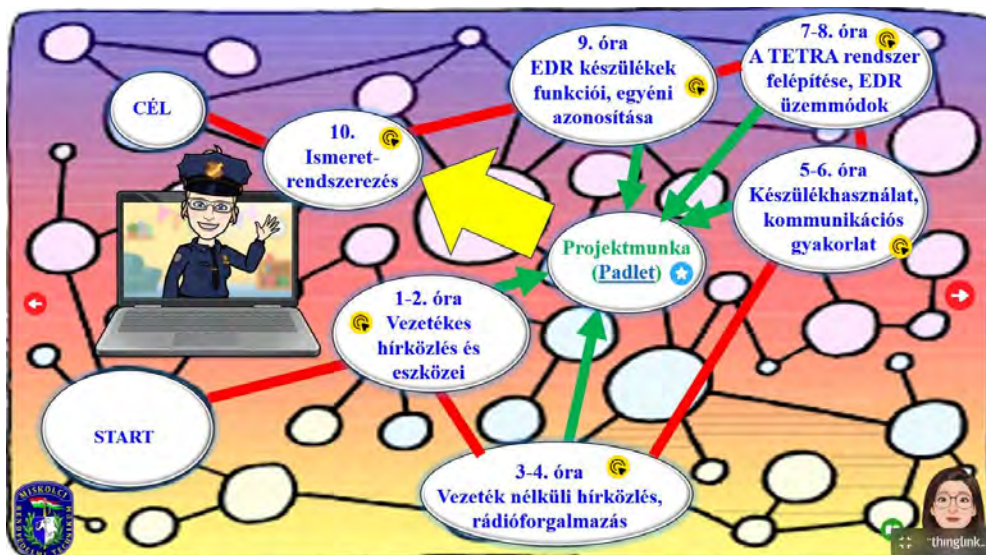 CÉL
10.
Ismeret-
rendszerezés
9. óra
EDR készülékek
funkciói, egyéni
azonosítása
7-8. óra
A TETRA rendszer
felépítése, EDR
üzemmódok
5-6. óra
Készülékhasználat,
kommunikációs
gyakorlat
Projektmunka
(Padlet)
1-2. óra
Vezetékes
hírközlés és
eszközei
START
3-4. óra
Vezeték nélküli hírközlés,
rádióforgalmazás
MISKOLCI
thinglink..